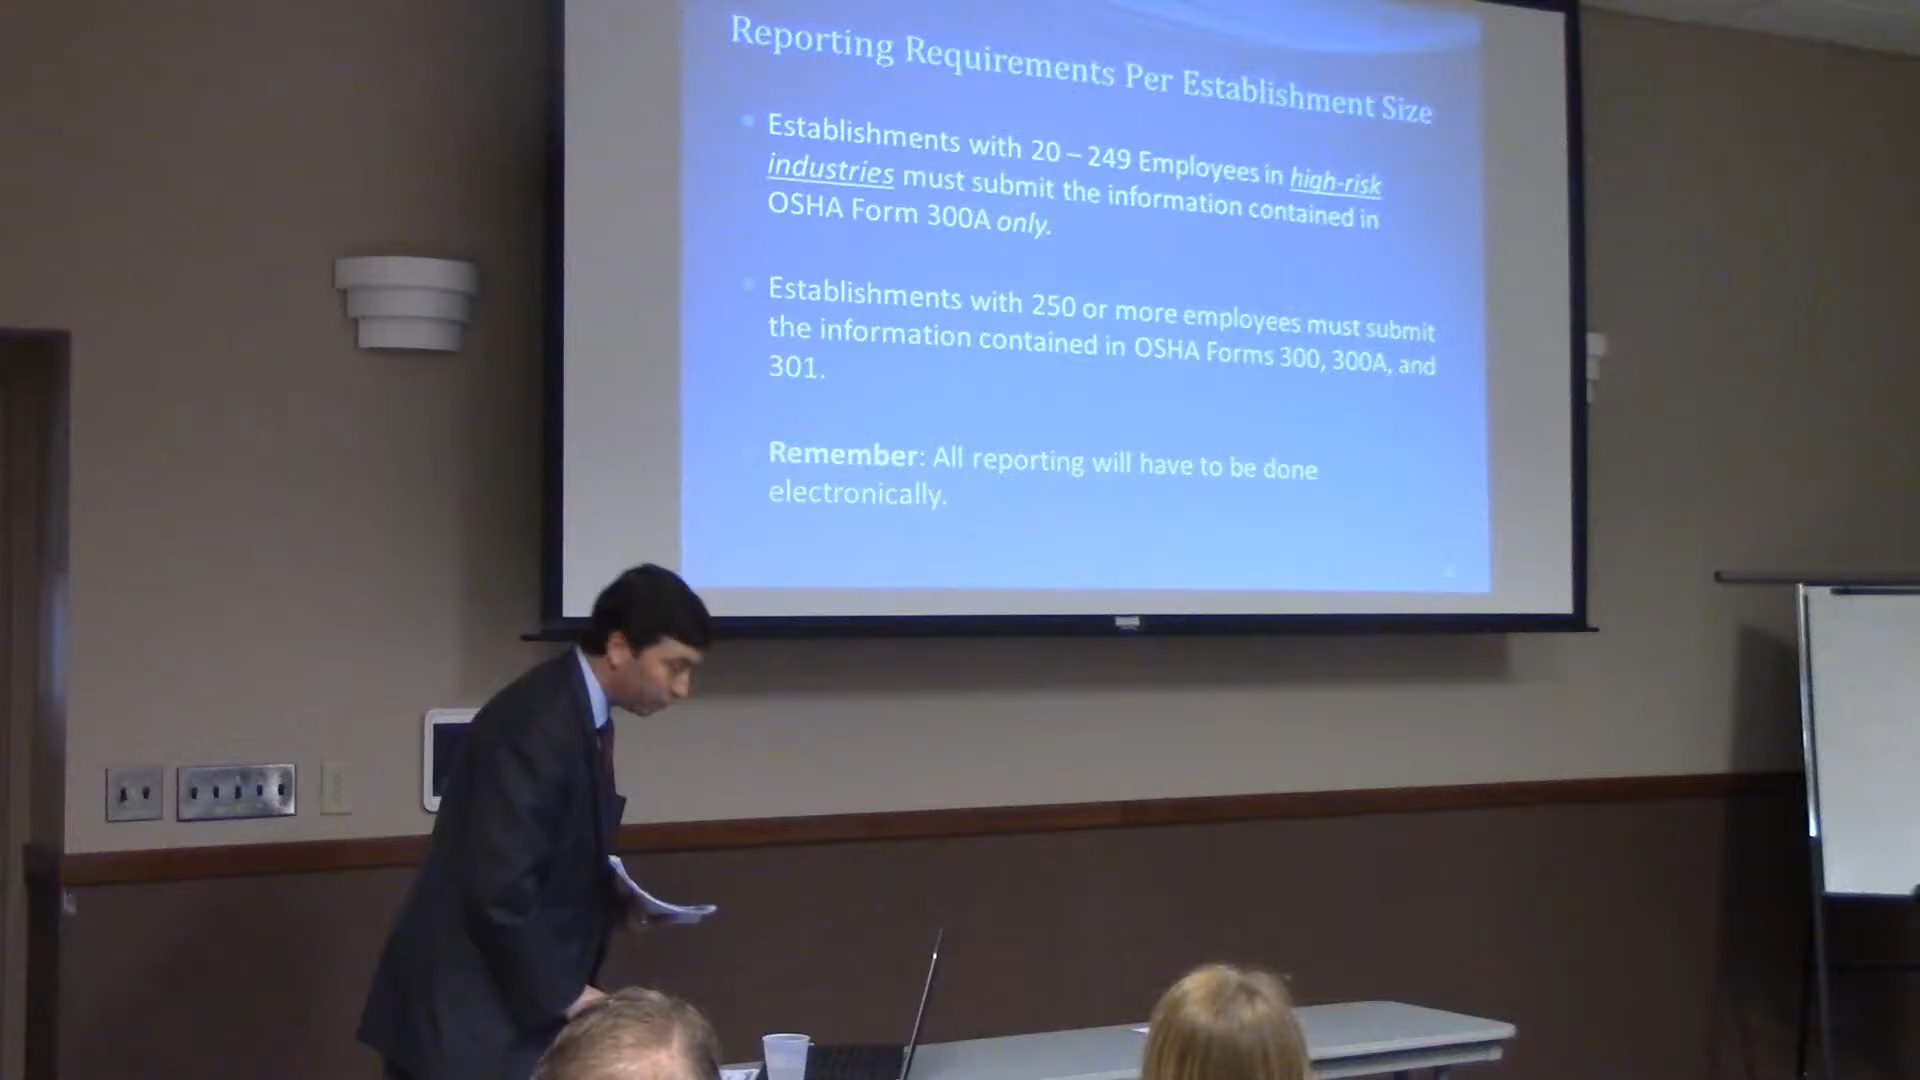 Reporting Requirements Per Establishment Size
Establishments with 20 – 249 Employees in high-risk
industries must submit the information contained in
OSHA Form 300A only.
Establishments with 250 or more employees must submit
the information contained in OSHA Forms 300, 300A, and
301.
Remember: All reporting will have to be done
electronically.